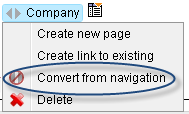 Company
Create new page
Create link to existing
Convert from navigation
Delete